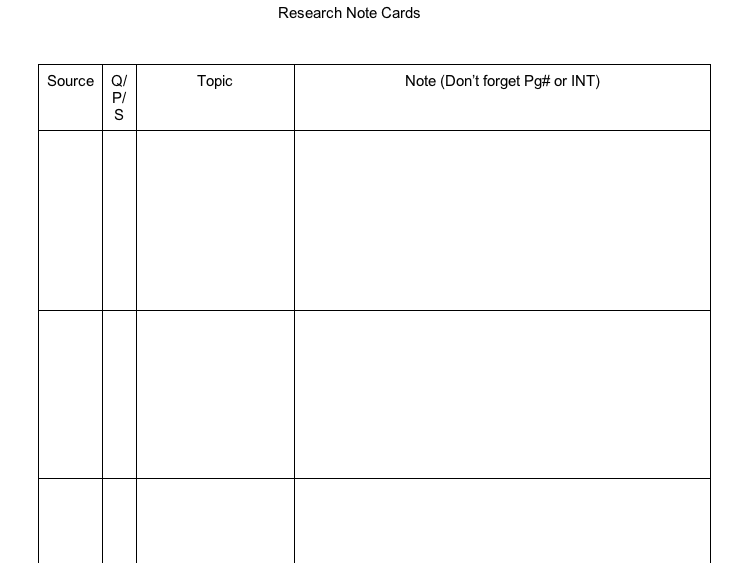 Research Note Cards
Source
Q/
P/
S
Topic
Note (Don't forget Pg# or INT)